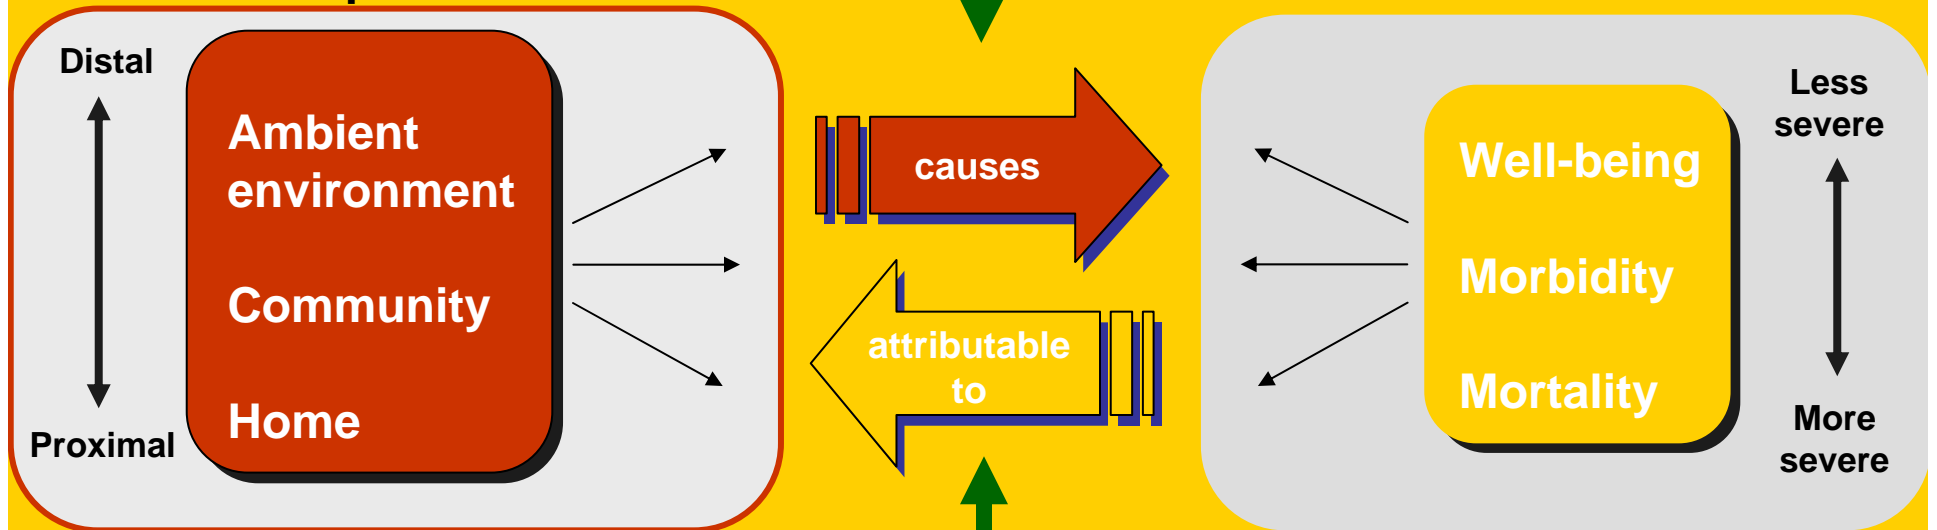 Distal
Proximal
Ambient
environment
Community
Home
causes
attributable
to
Well-being
Morbidity
Mortality
Less
severe
More
severe